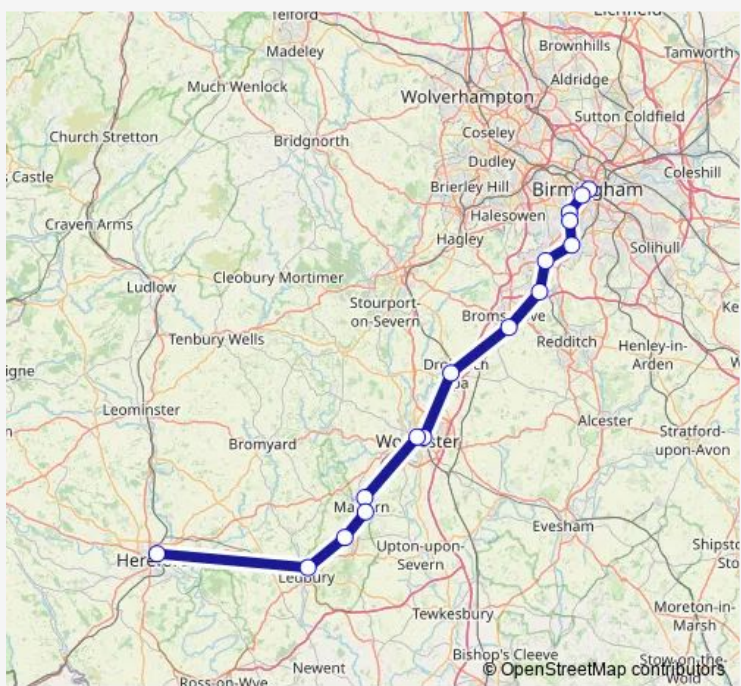 Telford
Madeley
Brownhills
Tamworth
Much Wenlock
Aldridge
Wolverhampton
Sutton Coldfield
Church Stretton
Bridgnorth
Coseley
Dudley
Castle
Brierley Hill
Birmingham
Coleshill
Halesowen
Craven Arms
Hagley
Solihull
Ludlow
Cleobury Mortimer
Stourport-
on-Severn
Tenbury Wells
Redditch
Henley-in-
Arden
Leominster
Bromyard
Alcester
Stratford-
upon-Avon
Evesham
Upton-upon-
Severn
Ledbury
Tewkesbury
Moreton-in-
Marsh
Newent
Bishop's Cleeve
Ross-on-Wye
© OpenStreetMap contributors